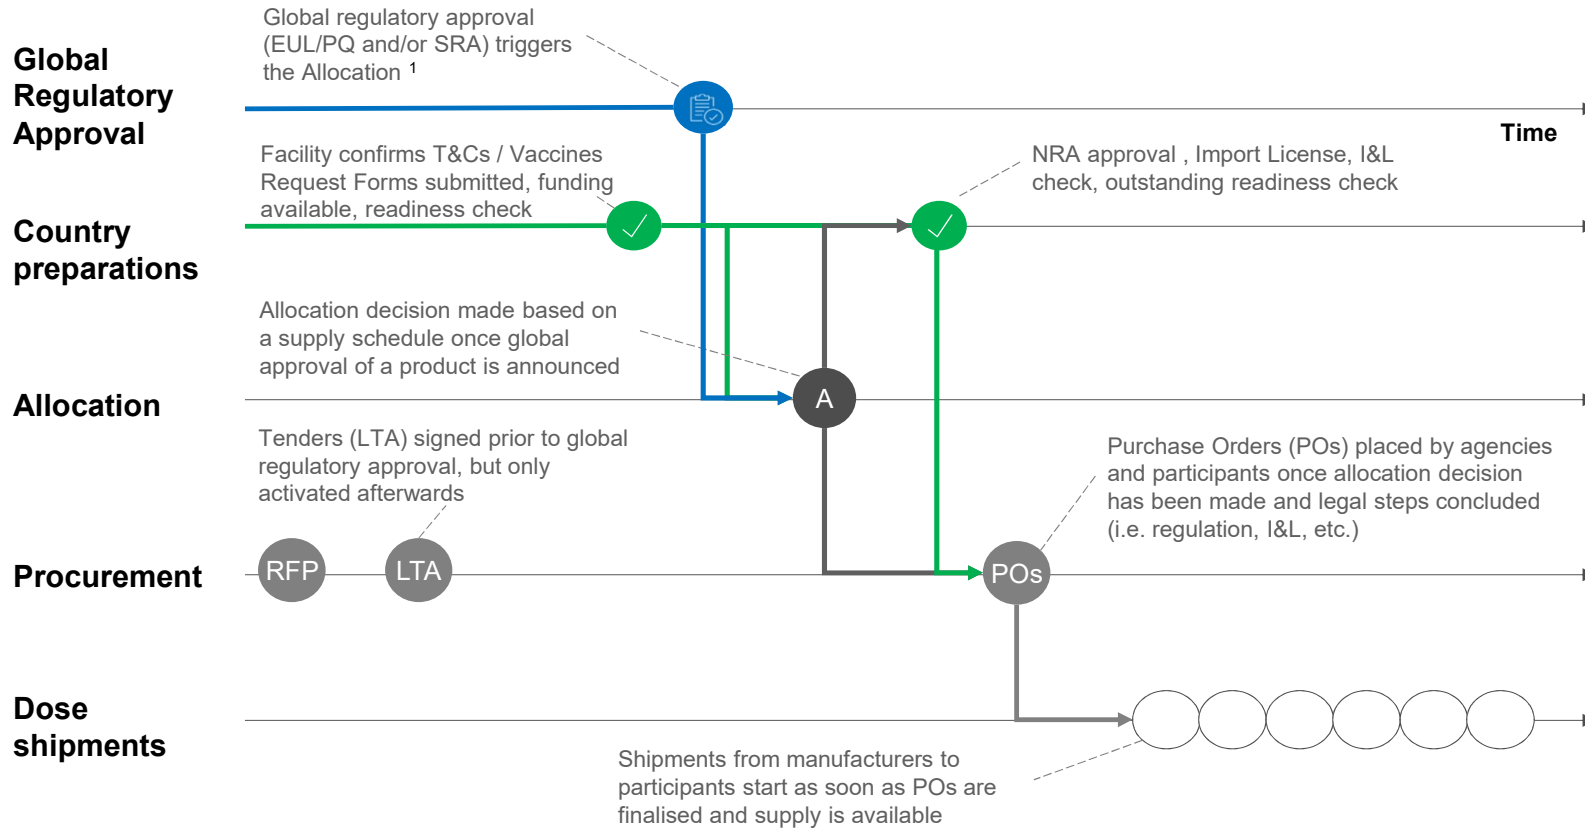 Global regulatory approval
(EUL/PQ and/or SRA) triggers
the Allocation 1
Global
Regulatory
Approval
Time
Facility confirms T&Cs / Vaccines
Request Forms submitted, funding
available, readiness check
NRA approval , Import License, I&L
check, outstanding readiness check
Country
preparations
Allocation decision made based on
a supply schedule once global
approval of a product is announced
Allocation
A
Tenders (LTA) signed prior to global
regulatory approval, but only
activated afterwards
Purchase Orders (POs) placed by agencies
and participants once allocation decision
has been made and legal steps concluded
(i.e. regulation, I&L, etc.)
Procurement
RFP
LTA
POs
Dose
shipments
Shipments from manufacturers to
participants start as soon as POs are
finalised and supply is available